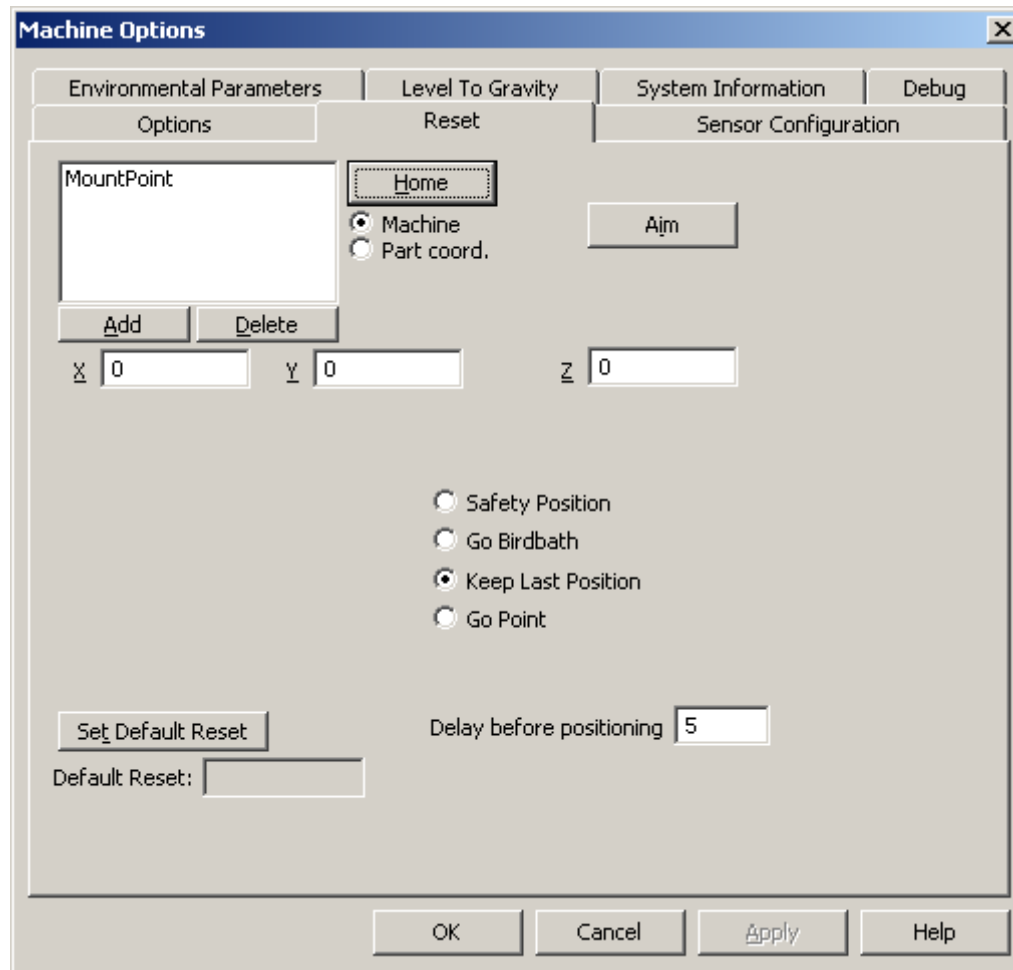 Machine Options
Environmental Parameters Level To Gravity System Information Debug
Options Reset Sensor Configuration
MountPoint
Home
Machine
Part coord.
Aim
Add Delete
X 0 Y 0 Z 0
Safety Position
Go Birdbath
Keep Last Position
Go Point
Set Default Reset
Delay before positioning 5
Default Reset:
OK Cancel Apply Help